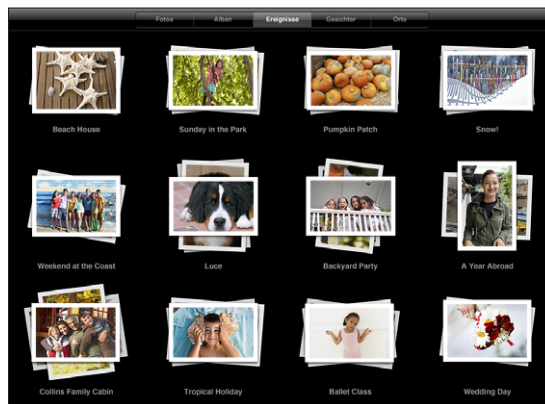 Fotos Alben Ereignisse Gesichter Orte
Beach House Sunday in the Park Pumpkin Patch Snow!
Weekend at the Coast Luce Backyard Party A Year Abroad
Collins Family Cabin Tropical Holiday Ballet Class Wedding Day